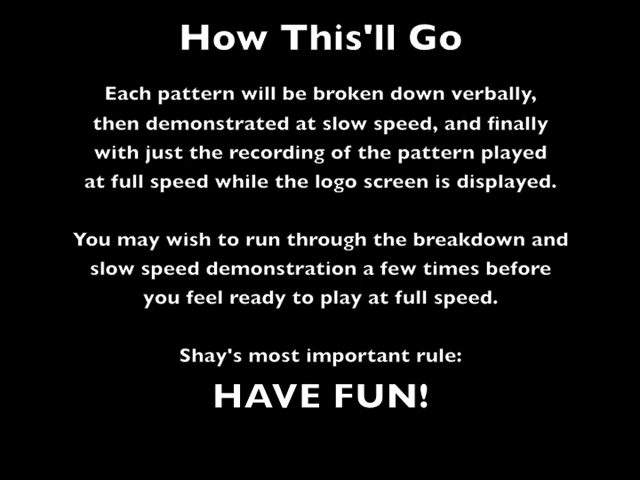 How This'll Go
Each pattern will be broken down verbally,
then demonstrated at slow speed, and finally
with just the recording of the pattern played
at full speed while the logo screen is displayed.
You may wish to run through the breakdown and
slow speed demonstration a few times before
you feel ready to play at full speed.
Shay's most important rule:
HAVE FUN!